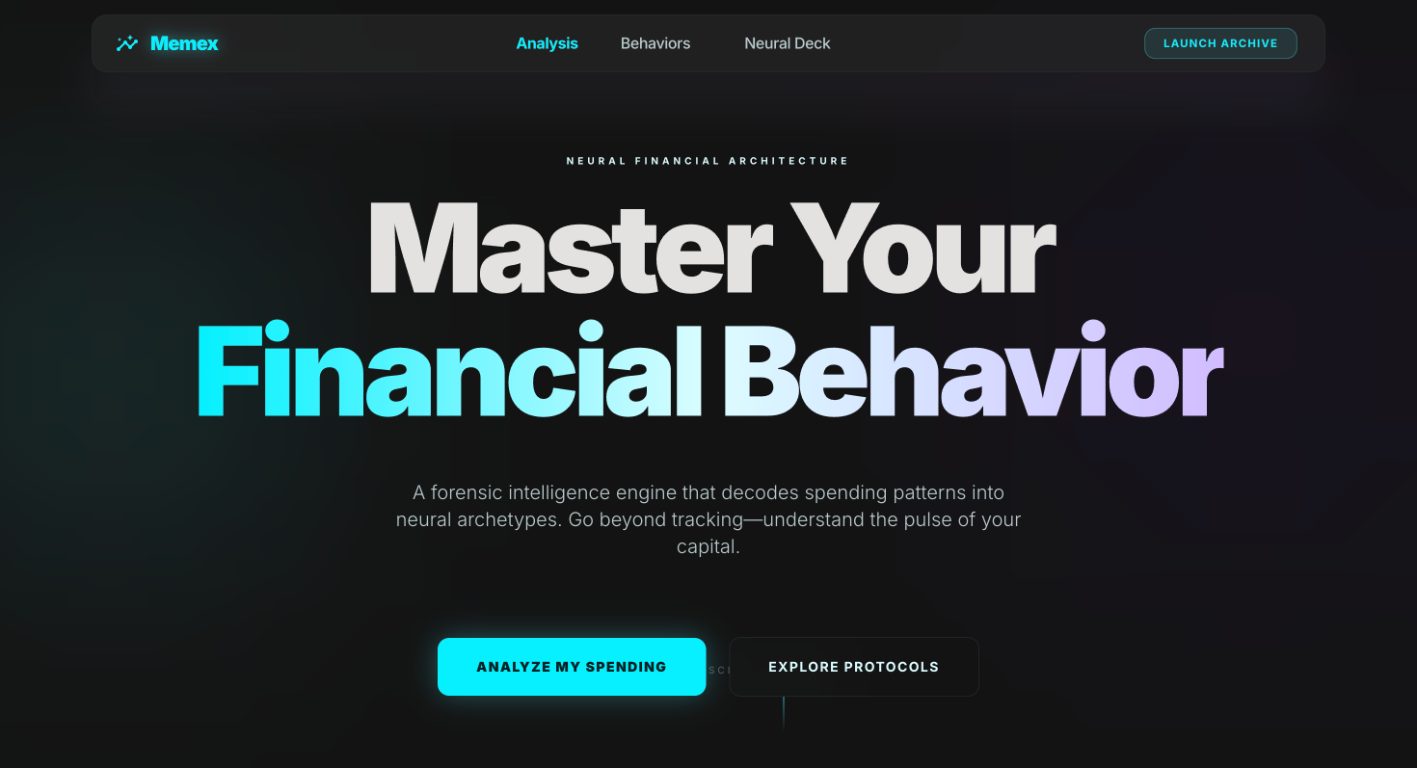 Memex
Analysis
Behaviors
Neural Deck
LAUNCH ARCHIVE
NEURAL FINANCIAL ARCHITECTURE
Master Your
Financial Behavior
A forensic intelligence engine that decodes spending patterns into
neural archetypes. Go beyond tracking—understand the pulse of your
capital.
ANALYZE MY SPENDING
EXPLORE PROTOCOLS